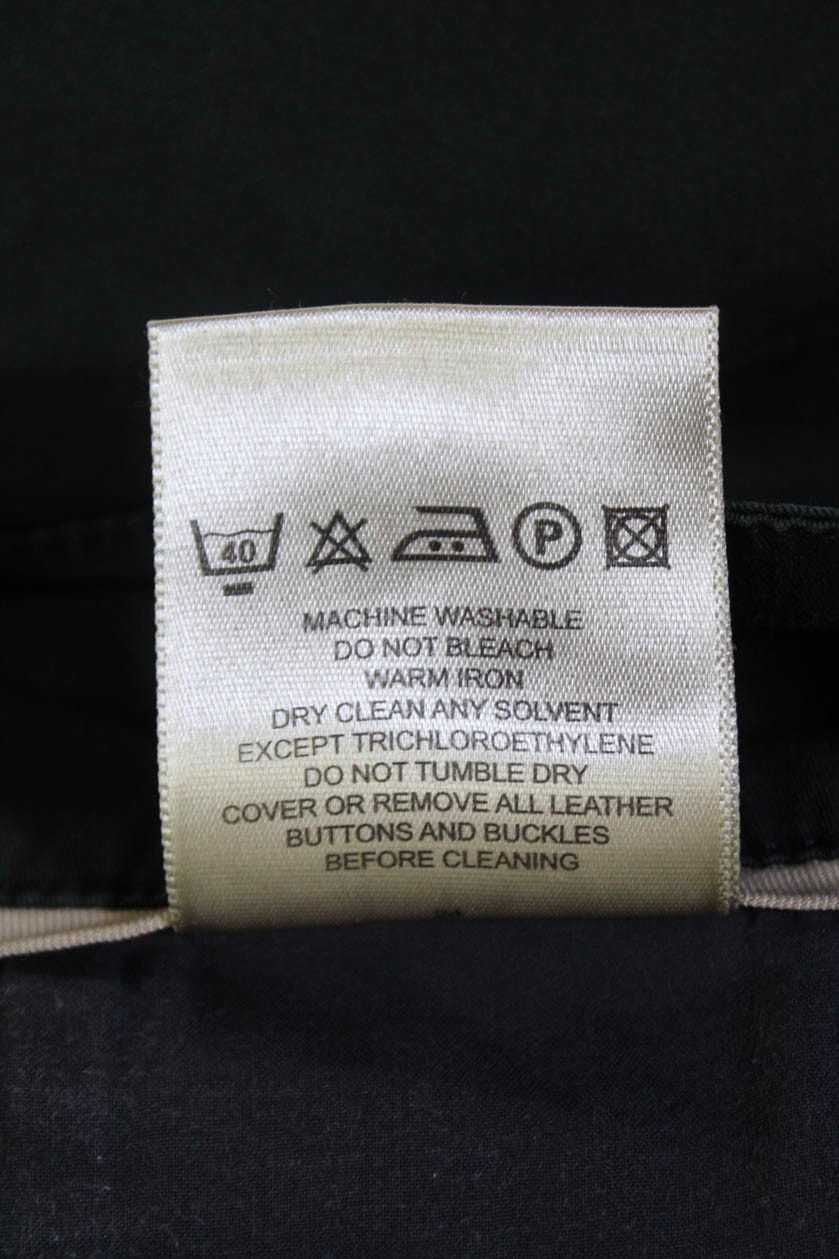 40 P
MACHINE WASHABLE
DO NOT BLEACH
WARM IRON
DRY CLEAN ANY SOLVENT
EXCEPT TRICHLOROETHYLENE
DO NOT TUMBLE DRY
COVER OR REMOVE ALL LEATHER
BUTTONS AND BUCKLES
BEFORE CLEANING